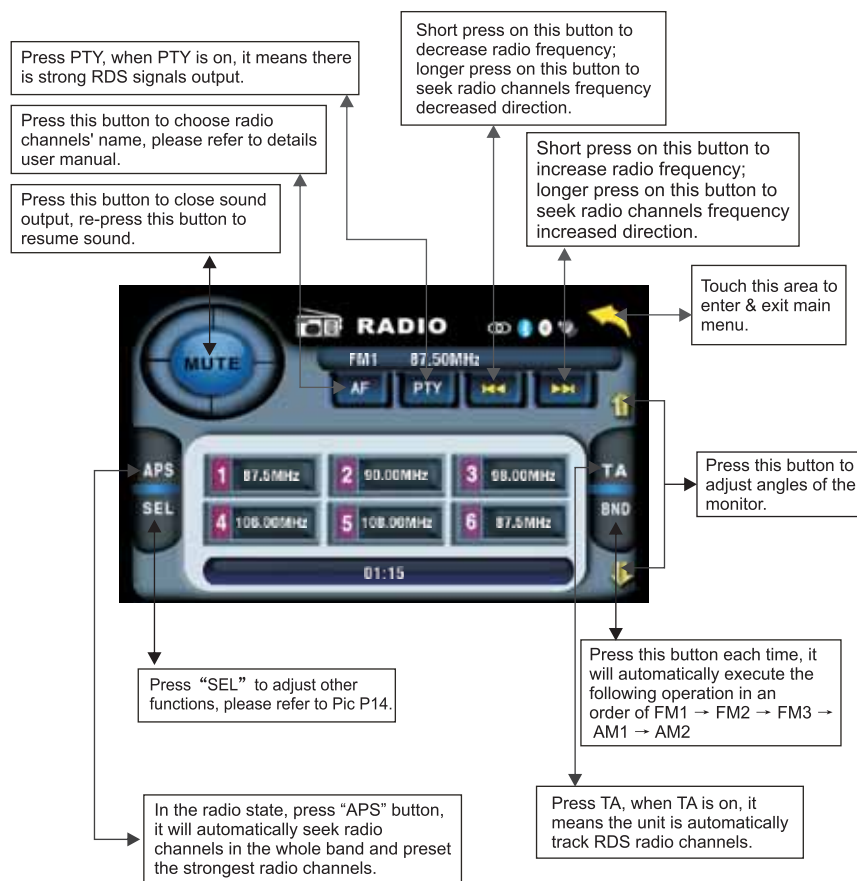 Short press on this button to
decrease radio frequency;
longer press on this button to
seek radio channels frequency
decreased direction.
Press PTY, when PTY is on, it means there
is strong RDS signals output.
Press this button to choose radio
channels' name, please refer to details
user manual.
Short press on this button to
increase radio frequency;
longer press on this button to
seek radio channels frequency
increased direction.
Press this button to close sound
output, re-press this button to
resume sound.
Touch this area to
enter & exit main
menu.
RADIO
MUTE
FM1 87.50MHz
AF PTY
APS
SEL
1 87.5MHz 2 90.00MHz 3 98.00MHz
4 106.00MHz 5 108.00MHz 6 87.5MHz
01:15
TA
BND
Press this button to
adjust angles of the
monitor.
Press “SEL” to adjust other
functions, please refer to Pic P14.
Press this button each time, it
will automatically execute the
following operation in an
order of FM1 → FM2 → FM3 →
AM1 → AM2
In the radio state, press “APS” button,
it will automatically seek radio
channels in the whole band and preset
the strongest radio channels.
Press TA, when TA is on, it
means the unit is automatically
track RDS radio channels.